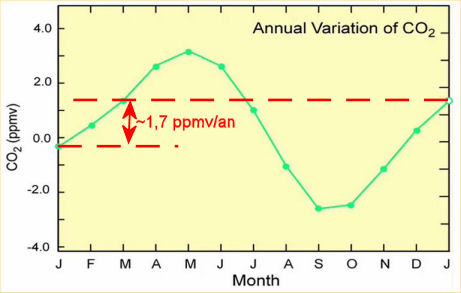 Annual Variation of CO₂
4.0
2.0
0.0
-2.0
-4.0
CO₂ (ppmv)
~1,7 ppmv/an
J F M A M J J A S O N D J
Month